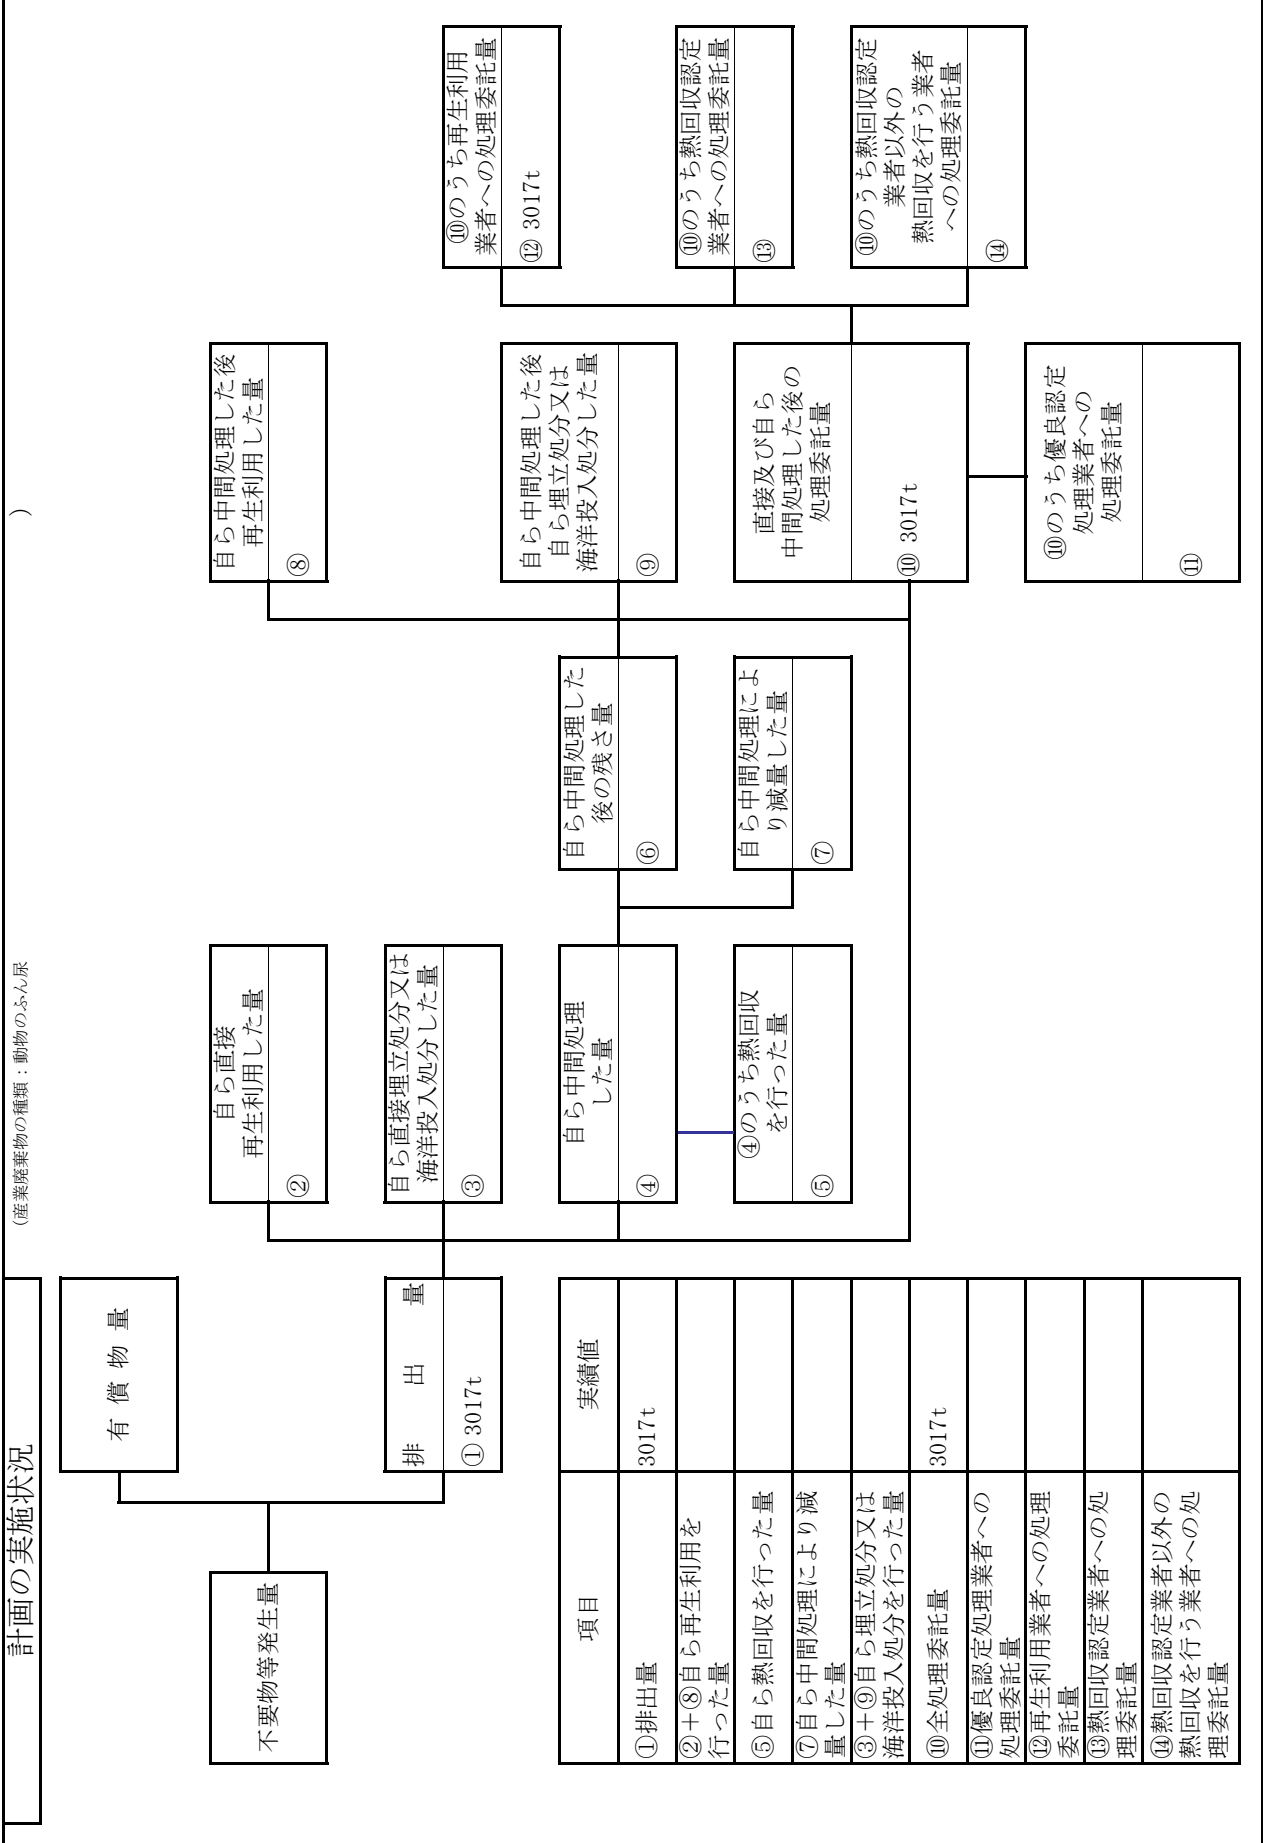 計画の実施状況
(産業廃棄物の種類：動物のふん尿
)
不要物等発生量
有償物量
排出量
① 3017t
自ら直接
再生利用した量
②
自ら直接埋立処分又は
海洋投入処分した量
③
自ら中間処理
した量
④
④のうち熱回収
を行った量
⑤
自ら中間処理した
後の残さ量
⑥
自ら中間処理によ
り減量した量
⑦
自ら中間処理した後
再生利用した量
⑧
自ら中間処理した後
自ら埋立処分又は
海洋投入処分した量
⑨
直接及び自ら
中間処理した後の
処理委託量
⑩ 3017t
⑩のうち優良認定
処理業者への
処理委託量
⑪
⑩のうち再生利用
業者への処理委託量
⑫ 3017t
⑩のうち熱回収認定
業者への処理委託量
⑬
⑩のうち熱回収認定
業者以外の
熱回収を行う業者
への処理委託量
⑭
項目 実績値
①排出量 3017t
②＋⑧自ら再生利用を
行った量
⑤自ら熱回収を行った量
⑦自ら中間処理により減
量した量
③＋⑨自ら埋立処分又は
海洋投入処分を行った量
⑩全処理委託量 3017t
⑪優良認定処理業者への
処理委託量
⑫再生利用業者への処理
委託量
⑬熱回収認定業者への処
理委託量
⑭熱回収認定業者以外の
熱回収を行う業者への処
理委託量